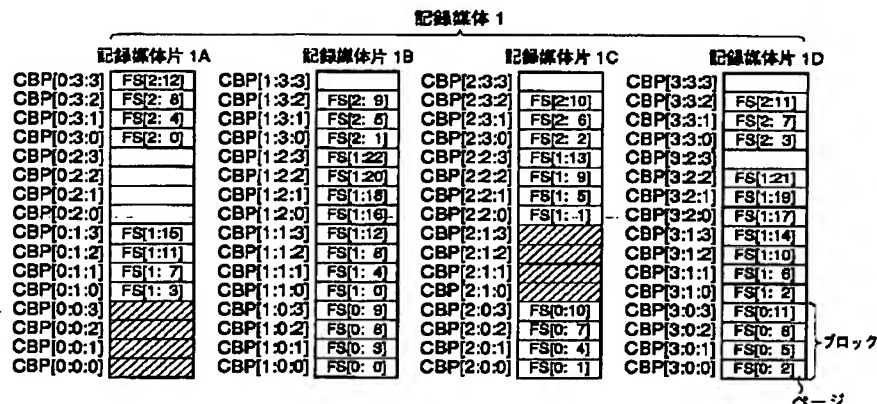 記録媒体 1
記録媒体片 1A 記録媒体片 1B 記録媒体片 1C 記録媒体片 1D
CBP[0:3:3] FS[2:12] CBP[1:3:3] CBP[2:3:3] CBP[3:3:3]
CBP[0:3:2] FS[2: 8] CBP[1:3:2] FS[2: 9] CBP[2:3:2] FS[2:10] CBP[3:3:2] FS[2:11]
CBP[0:3:1] FS[2: 4] CBP[1:3:1] FS[2: 5] CBP[2:3:1] FS[2: 6] CBP[3:3:1] FS[2: 7]
CBP[0:3:0] FS[2: 0] CBP[1:3:0] FS[2: 1] CBP[2:3:0] FS[2: 2] CBP[3:3:0] FS[2: 3]
CBP[0:2:3] CBP[1:2:3] FS[1:22] CBP[2:2:3] FS[1:13] CBP[3:2:3]
CBP[0:2:2] CBP[1:2:2] FS[1:20] CBP[2:2:2] FS[1: 9] CBP[3:2:2] FS[1:21]
CBP[0:2:1] CBP[1:2:1] FS[1:18] CBP[2:2:1] FS[1: 5] CBP[3:2:1] FS[1:19]
CBP[0:2:0] CBP[1:2:0] FS[1:16] CBP[2:2:0] FS[1: 1] CBP[3:2:0] FS[1:17]
CBP[0:1:3] FS[1:15] CBP[1:1:3] FS[1:12] CBP[2:1:3] CBP[3:1:3] FS[1:14]
CBP[0:1:2] FS[1:11] CBP[1:1:2] FS[1: 8] CBP[2:1:2] CBP[3:1:2] FS[1:10]
CBP[0:1:1] FS[1: 7] CBP[1:1:1] FS[1: 4] CBP[2:1:1] CBP[3:1:1] FS[1: 6]
CBP[0:1:0] FS[1: 3] CBP[1:1:0] FS[1: 0] CBP[2:1:0] CBP[3:1:0] FS[1: 2]
CBP[0:0:3] CBP[1:0:3] FS[0: 9] CBP[2:0:3] FS[0:10] CBP[3:0:3] FS[0:11]
CBP[0:0:2] CBP[1:0:2] FS[0: 6] CBP[2:0:2] FS[0: 7] CBP[3:0:2] FS[0: 8]
CBP[0:0:1] CBP[1:0:1] FS[0: 3] CBP[2:0:1] FS[0: 4] CBP[3:0:1] FS[0: 5]
CBP[0:0:0] CBP[1:0:0] FS[0: 0] CBP[2:0:0] FS[0: 1] CBP[3:0:0] FS[0: 2]
ブロック
ページ